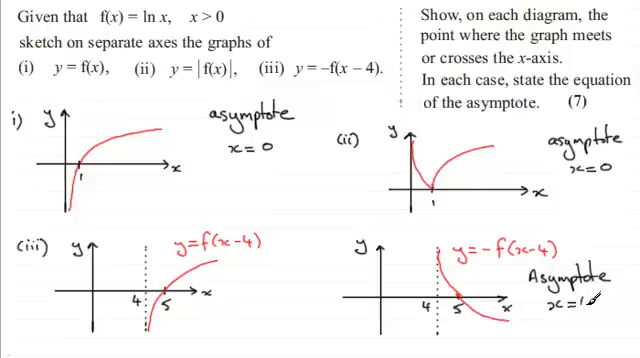 Given that f(x) = ln x, x > 0
sketch on separate axes the graphs of
(i) y = f(x), (ii) y = |f(x)|, (iii) y = –f(x – 4).
Show, on each diagram, the
point where the graph meets
or crosses the x-axis.
In each case, state the equation
of the asymptote. (7)
i) y
x
1
asymptote
x = 0
(ii) y
x
1
asymptote
x = 0
(iii) y
y = f(x-4)
4 5 x
y
y = -f(x-4)
4 5 x
Asymptote
x =